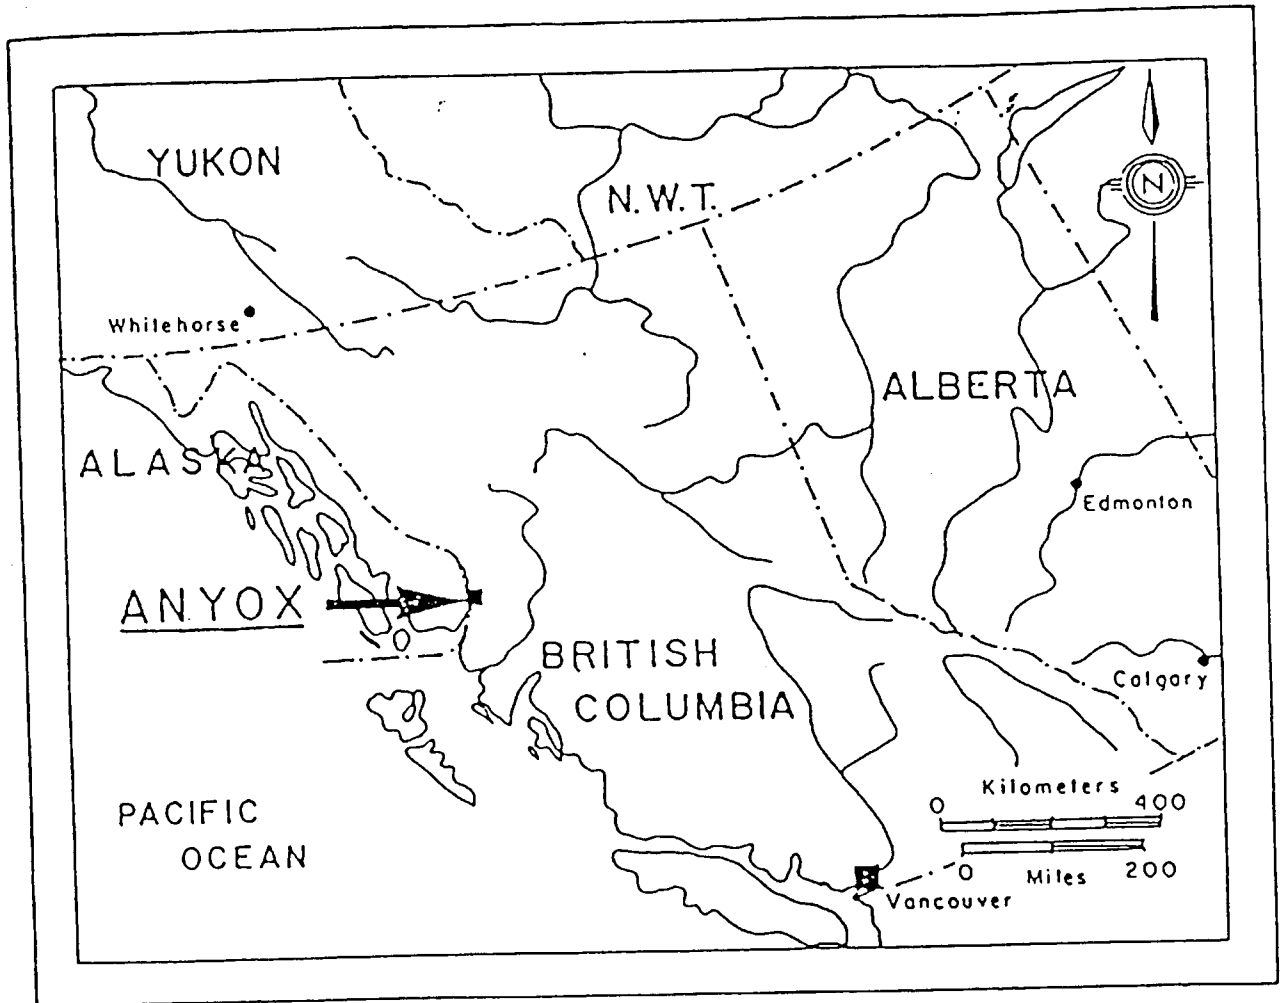 YUKON
N.W.T.
N
Whitehorse
ALBERTA
ALASKA
Edmonton
ANYOX
BRITISH
COLUMBIA
Calgary
Kilometers
0 400
PACIFIC
OCEAN
0 Miles 200
Vancouver